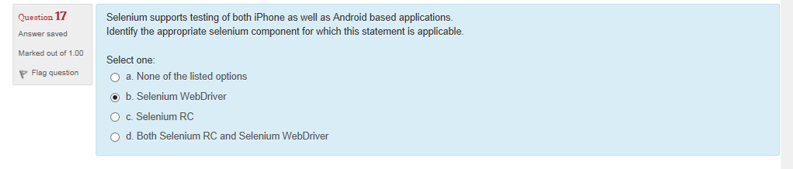 Question 17
Answer saved
Marked out of 1.00
Flag question
Selenium supports testing of both iPhone as well as Android based applications.
Identify the appropriate selenium component for which this statement is applicable.
Select one:
a. None of the listed options
b. Selenium WebDriver
c. Selenium RC
d. Both Selenium RC and Selenium WebDriver